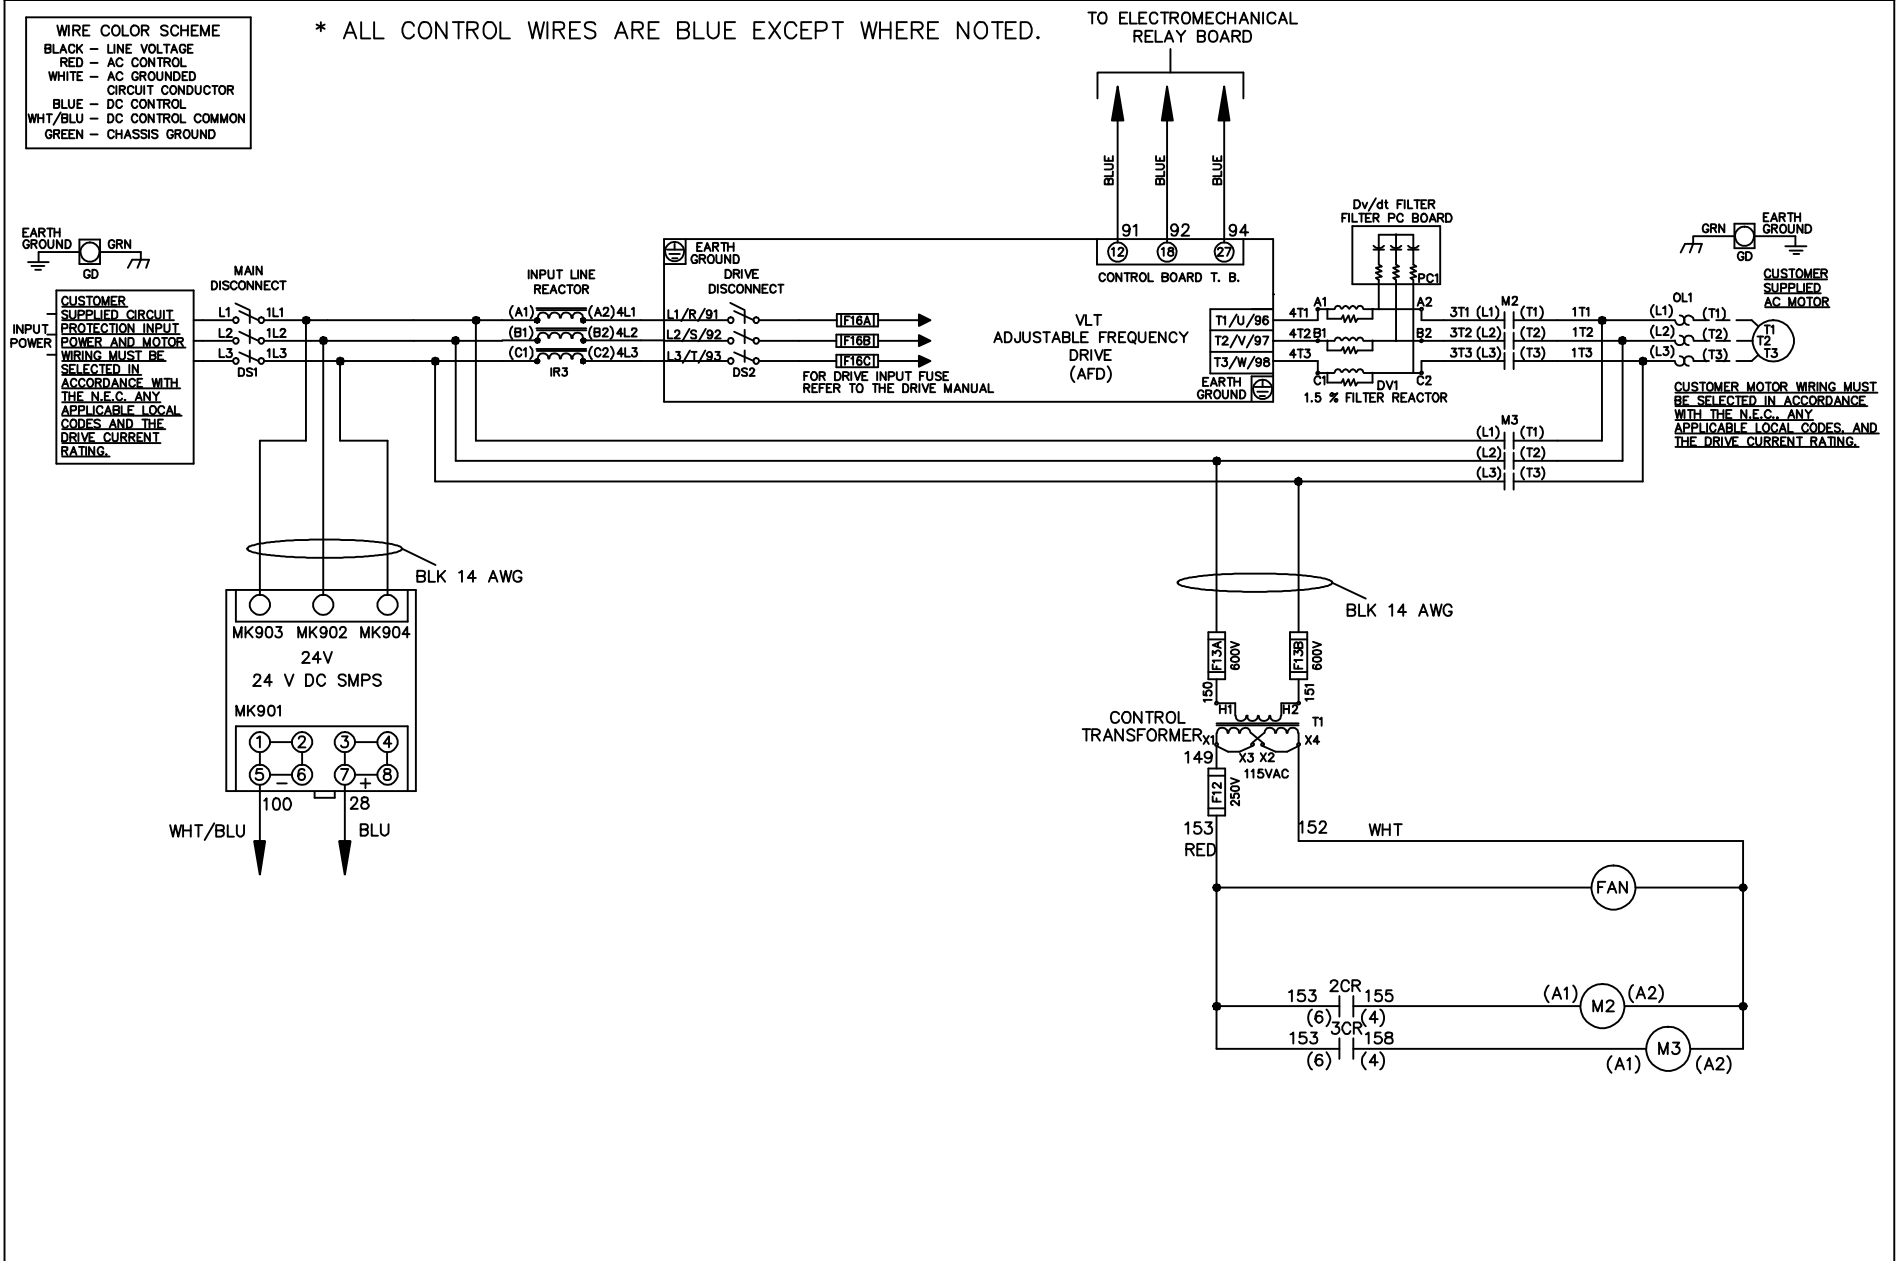 WIRE COLOR SCHEME
BLACK – LINE VOLTAGE
RED – AC CONTROL
WHITE – AC GROUNDED
CIRCUIT CONDUCTOR
BLUE – DC CONTROL
WHT/BLU – DC CONTROL COMMON
GREEN – CHASSIS GROUND
* ALL CONTROL WIRES ARE BLUE EXCEPT WHERE NOTED.
TO ELECTROMECHANICAL
RELAY BOARD
BLUE
BLUE
BLUE
91 92 94
12 18 27
CONTROL BOARD T. B.
EARTH
GROUND
GRN
GD
INPUT
POWER
CUSTOMER
SUPPLIED CIRCUIT
PROTECTION INPUT
POWER AND MOTOR
WIRING MUST BE
SELECTED IN
ACCORDANCE WITH
THE N.E.C. ANY
APPLICABLE LOCAL
CODES AND THE
DRIVE CURRENT
RATING.
MAIN
DISCONNECT
L1 1L1
L2 1L2
L3 1L3
DS1
INPUT LINE
REACTOR
(A1) (A2) 4L1
(B1) (B2) 4L2
(C1) (C2) 4L3
IR3
EARTH
GROUND
DRIVE
DISCONNECT
L1/R/91
L2/S/92
L3/T/93
DS2
IF16A
IF16B
IF16C
FOR DRIVE INPUT FUSE
REFER TO THE DRIVE MANUAL
VLT
ADJUSTABLE FREQUENCY
DRIVE
(AFD)
T1/U/96
T2/V/97
T3/W/98
EARTH
GROUND
4T1
4T2
4T3
Dv/dt FILTER
FILTER PC BOARD
PC1
A1 A2
B1 B2
C1 C2
DV1
1.5 % FILTER REACTOR
M2
3T1 (L1) (T1) 1T1
3T2 (L2) (T2) 1T2
3T3 (L3) (T3) 1T3
M3
(L1) (T1)
(L2) (T2)
(L3) (T3)
OL1
(L1) (T1)
(L2) (T2)
(L3) (T3)
T1
T2
T3
GRN
EARTH
GROUND
GD
CUSTOMER
SUPPLIED
AC MOTOR
CUSTOMER MOTOR WIRING MUST
BE SELECTED IN ACCORDANCE
WITH THE N.E.C., ANY
APPLICABLE LOCAL CODES, AND
THE DRIVE CURRENT RATING.
BLK 14 AWG
MK903 MK902 MK904
24V
24 V DC SMPS
MK901
1 2 3 4
5 6 7 8
– +
100 28
WHT/BLU BLU
BLK 14 AWG
F13A 600V
F13B 600V
150 151
H1 H2
T1
CONTROL
TRANSFORMER
X1 X4
X3 X2
115VAC
149
F12 250V
153
RED
152 WHT
FAN
153 2CR 155
(6) (4)
(A1) M2 (A2)
153 3CR 158
(6) (4)
(A1) M3 (A2)